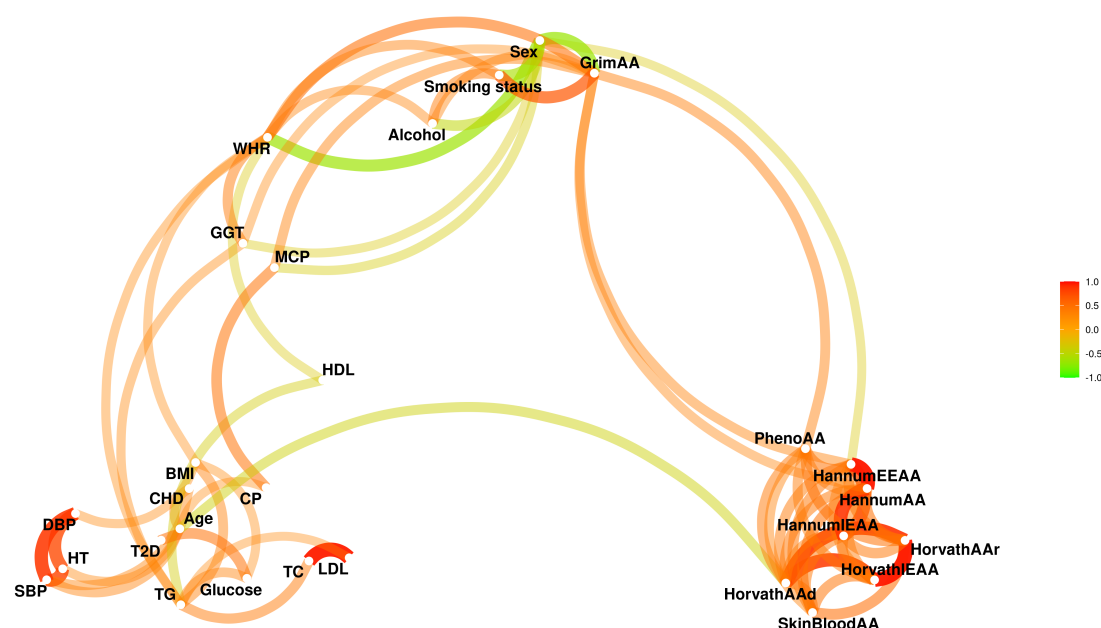 Sex
GrimAA
Smoking status
Alcohol
WHR
GGT
MCP
1.0
0.5
0.0
-0.5
-1.0
HDL
PhenoAA
BMI
HannumEEAA
CHD
CP
HannumAA
Age
DBP
HannumIEAA
T2D
HorvathAAr
HT
TC
LDL
HorvathIEAA
SBP
Glucose
TG
HorvathAAd
SkinBloodAA